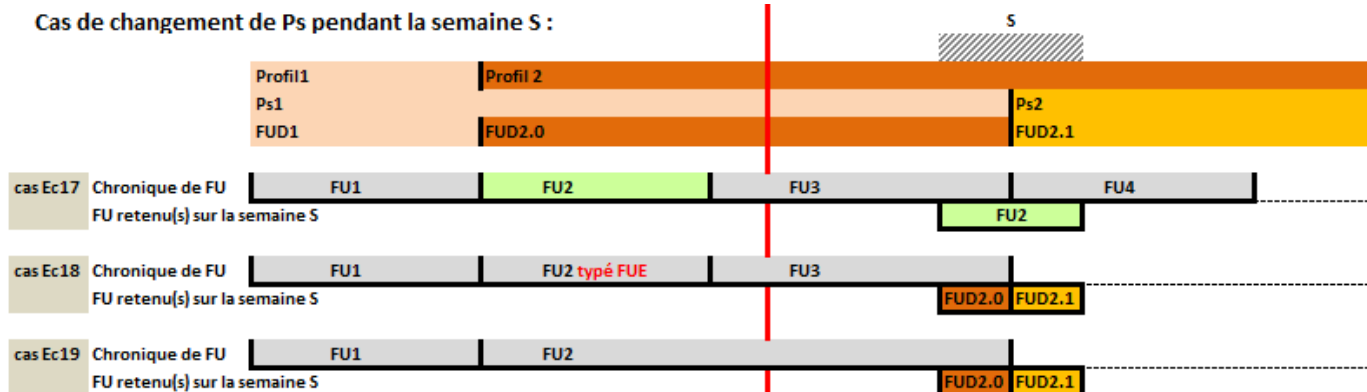 Cas de changement de Ps pendant la semaine S :
S
Profil1 Profil 2
Ps1 Ps2
FUD1 FUD2.0 FUD2.1
cas Ec17 Chronique de FU FU1 FU2 FU3 FU4
FU retenu(s) sur la semaine S FU2
cas Ec18 Chronique de FU FU1 FU2 typé FUE FU3
FU retenu(s) sur la semaine S FUD2.0 FUD2.1
cas Ec19 Chronique de FU FU1 FU2
FU retenu(s) sur la semaine S FUD2.0 FUD2.1